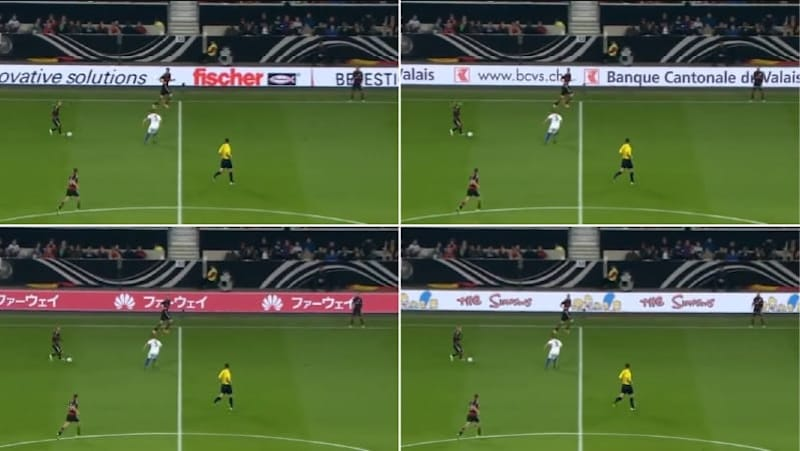 ovative solutions fischer BEFESTI
Valais www.bcvs.ch Banque Cantonale du Valais
ファーウェイ ファーウェイ ファーウェイ
THE SIMPSONS THE SIMPSONS